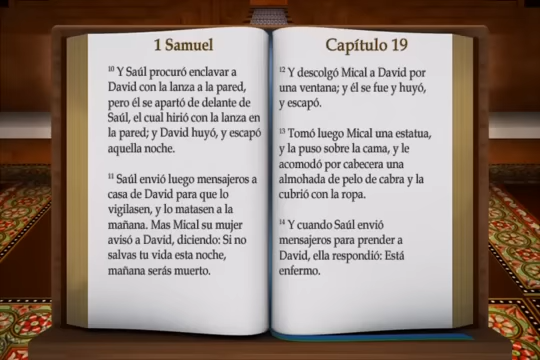 1 Samuel
10 Y Saúl procuró enclavar a
David con la lanza a la pared,
pero él se apartó de delante de
Saúl, el cual hirió con la lanza en
la pared; y David huyó, y escapó
aquella noche.
11 Saúl envió luego mensajeros a
casa de David para que lo
vigilasen, y lo matasen a la
mañana. Mas Mical su mujer
avisó a David, diciendo: Si no
salvas tu vida esta noche,
mañana serás muerto.
Capítulo 19
12 Y descolgó Mical a David por
una ventana; y él se fue y huyó,
y escapó.
13 Tomó luego Mical una estatua,
y la puso sobre la cama, y le
acomodó por cabecera una
almohada de pelo de cabra y la
cubrió con la ropa.
14 Y cuando Saúl envió
mensajeros para prender a
David, ella respondió: Está
enfermo.